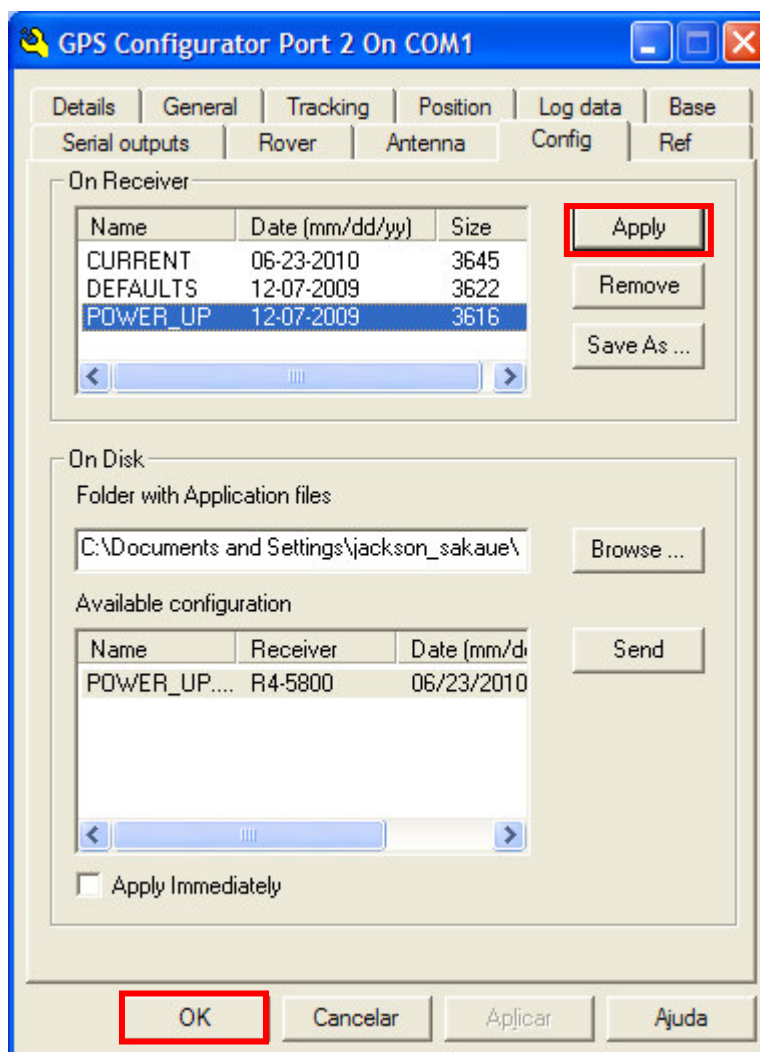 GPS Configurator Port 2 On COM1
Details General Tracking Position Log data Base
Serial outputs Rover Antenna Config Ref
On Receiver
Name Date (mm/dd/yy) Size
CURRENT 06-23-2010 3645
DEFAULTS 12-07-2009 3622
POWER_UP 12-07-2009 3616
Apply
Remove
Save As ...
On Disk
Folder with Application files
C:\Documents and Settings\jackson_sakaue\
Browse ...
Available configuration
Name Receiver Date (mm/d
POWER_UP.... R4-5800 06/23/2010
Send
Apply Immediately
OK Cancelar Aplicar Ajuda